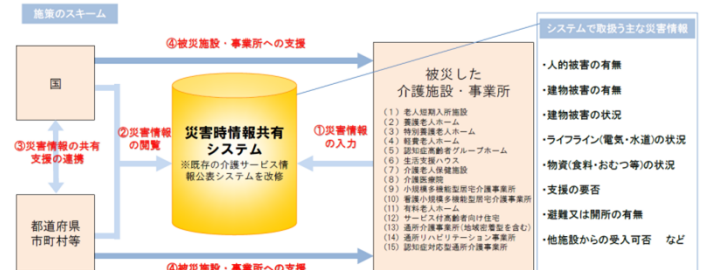 施策のスキーム
④被災施設・事業所への支援
国
②災害情報
の閲覧
③災害情報の共有
支援の連携
都道府県
市町村等
災害時情報共有
システム
※既存の介護サービス情
報公表システムを改修
①災害情報
の入力
被災した
介護施設・事業所
（１）老人短期入所施設
（２）養護老人ホーム
（３）特別養護老人ホーム
（４）軽費老人ホーム
（５）認知症高齢者グループホーム
（６）生活支援ハウス
（７）介護老人保健施設
（８）介護医療院
（９）小規模多機能型居宅介護事業所
（10）看護小規模多機能型居宅介護事業所
（11）有料老人ホーム
（12）サービス付高齢者向け住宅
（13）通所介護事業所（地域密着型を含む）
（14）通所リハビリテーション事業所
（15）認知症対応型通所介護事業所
④被災施設・事業所への支援
システムで取扱う主な災害情報
・人的被害の有無
・建物被害の有無
・建物被害の状況
・ライフライン（電気・水道）の状況
・物資（食料・おむつ等）の状況
・支援の要否
・避難又は開所の有無
・他施設からの受入可否　など